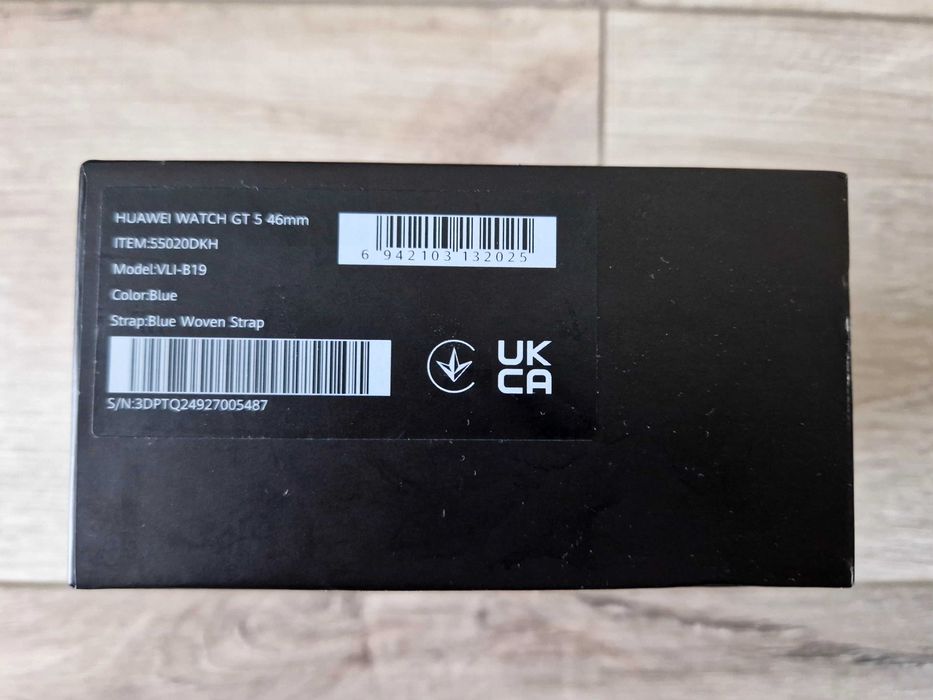 HUAWEI WATCH GT 5 46mm
ITEM:55020DKH
Model:VLI-B19
Color:Blue
Strap:Blue Woven Strap
S/N:3DPTQ24927005487
6 942103 132025
UK
CA